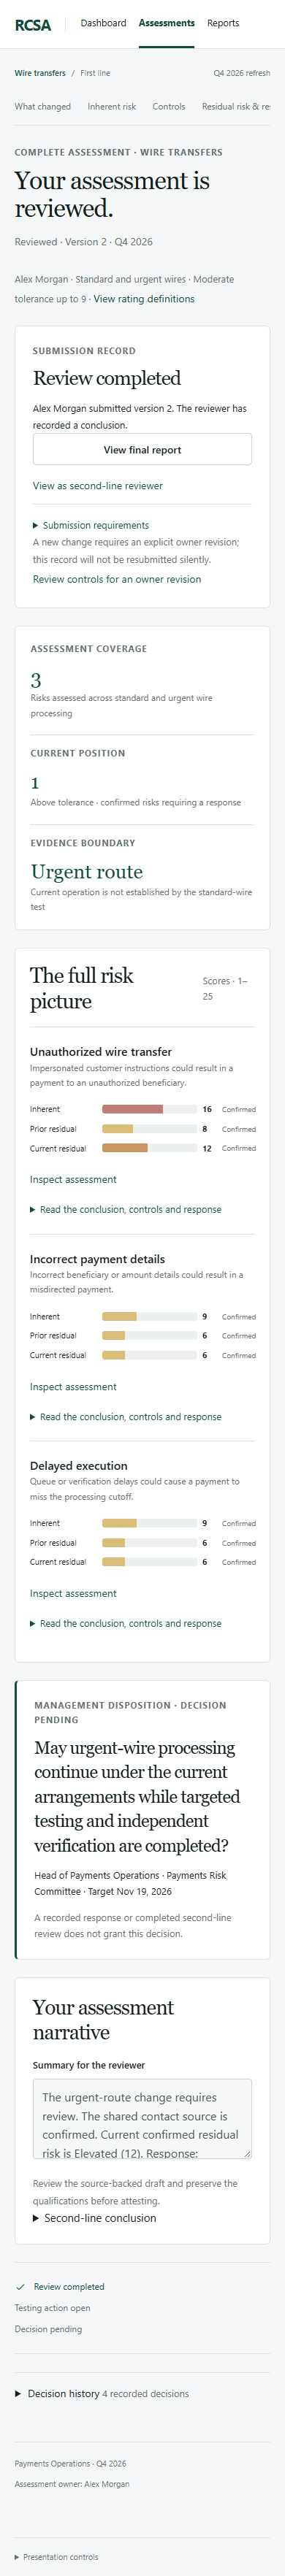 RCSA Dashboard Assessments Reports
Wire transfers / First line Q4 2026 refresh
What changed Inherent risk Controls Residual risk & re
COMPLETE ASSESSMENT · WIRE TRANSFERS
Your assessment is
reviewed.
Reviewed · Version 2 · Q4 2026
Alex Morgan · Standard and urgent wires · Moderate
tolerance up to 9 · View rating definitions
SUBMISSION RECORD
Review completed
Alex Morgan submitted version 2. The reviewer has
recorded a conclusion.
View final report
View as second-line reviewer
Submission requirements
A new change requires an explicit owner revision;
this record will not be resubmitted silently.
Review controls for an owner revision
ASSESSMENT COVERAGE
3
Risks assessed across standard and urgent wire
processing
CURRENT POSITION
1
Above tolerance · confirmed risks requiring a response
EVIDENCE BOUNDARY
Urgent route
Current operation is not established by the standard-wire
test
The full risk
picture
Scores · 1–
25
Unauthorized wire transfer
Impersonated customer instructions could result in a
payment to an unauthorized beneficiary.
Inherent 16 Confirmed
Prior residual 8 Confirmed
Current residual 12 Confirmed
Inspect assessment
Read the conclusion, controls and response
Incorrect payment details
Incorrect beneficiary or amount details could result in a
misdirected payment.
Inherent 9 Confirmed
Prior residual 6 Confirmed
Current residual 6 Confirmed
Inspect assessment
Read the conclusion, controls and response
Delayed execution
Queue or verification delays could cause a payment to
miss the processing cutoff.
Inherent 9 Confirmed
Prior residual 6 Confirmed
Current residual 6 Confirmed
Inspect assessment
Read the conclusion, controls and response
MANAGEMENT DISPOSITION · DECISION
PENDING
May urgent-wire processing
continue under the current
arrangements while targeted
testing and independent
verification are completed?
Head of Payments Operations · Payments Risk
Committee · Target Nov 19, 2026
A recorded response or completed second-line
review does not grant this decision.
Your assessment
narrative
Summary for the reviewer
The urgent-route change requires
review. The shared contact source is
confirmed. Current confirmed residual
risk is Elevated (12). Response:
Review the source-backed draft and preserve the
qualifications before attesting.
Second-line conclusion
Review completed
Testing action open
Decision pending
Decision history 4 recorded decisions
Payments Operations · Q4 2026
Assessment owner: Alex Morgan
Presentation controls